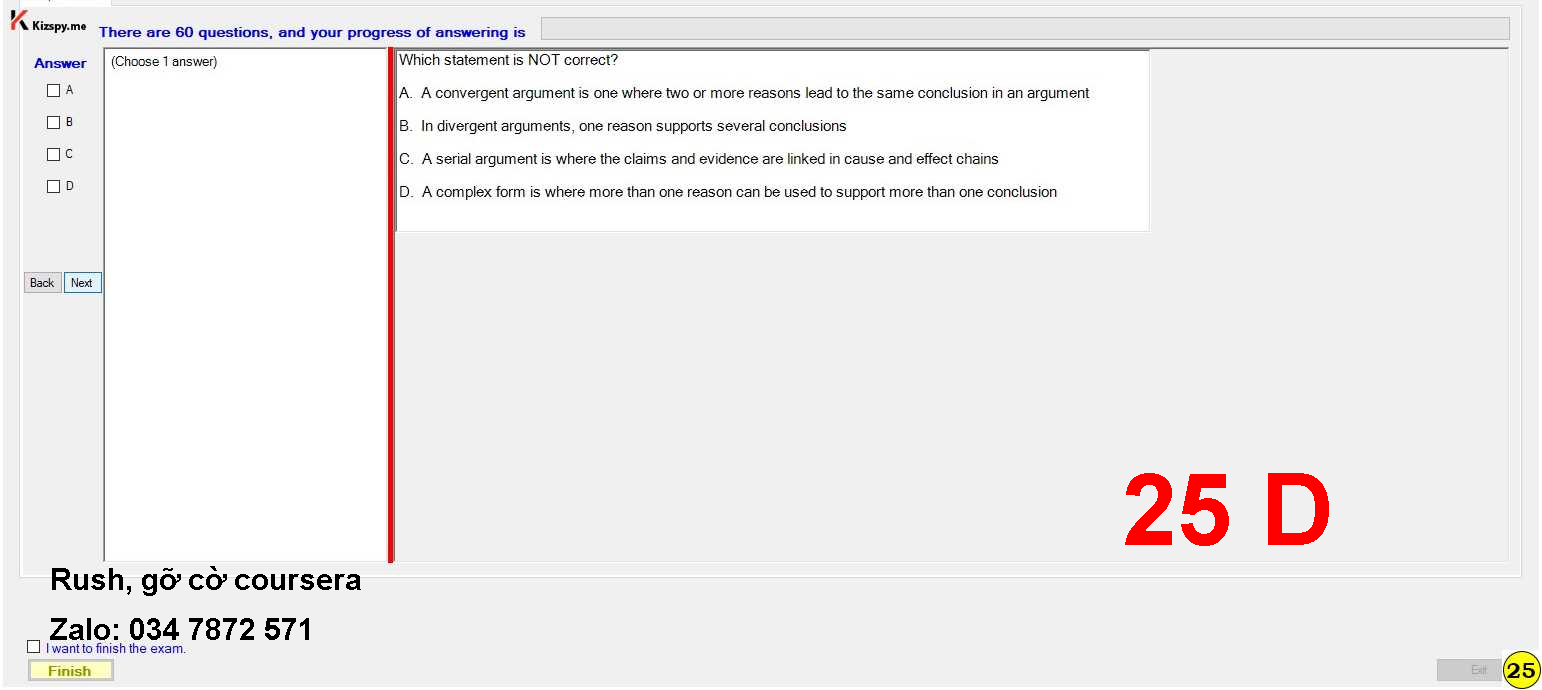 Kizspy.me
There are 60 questions, and your progress of answering is
Answer
(Choose 1 answer)
A
B
C
D
Back
Next
Which statement is NOT correct?
A. A convergent argument is one where two or more reasons lead to the same conclusion in an argument
B. In divergent arguments, one reason supports several conclusions
C. A serial argument is where the claims and evidence are linked in cause and effect chains
D. A complex form is where more than one reason can be used to support more than one conclusion
25 D
Rush, gỡ cờ coursera
Zalo: 034 7872 571
I want to finish the exam.
Finish
Exit
25